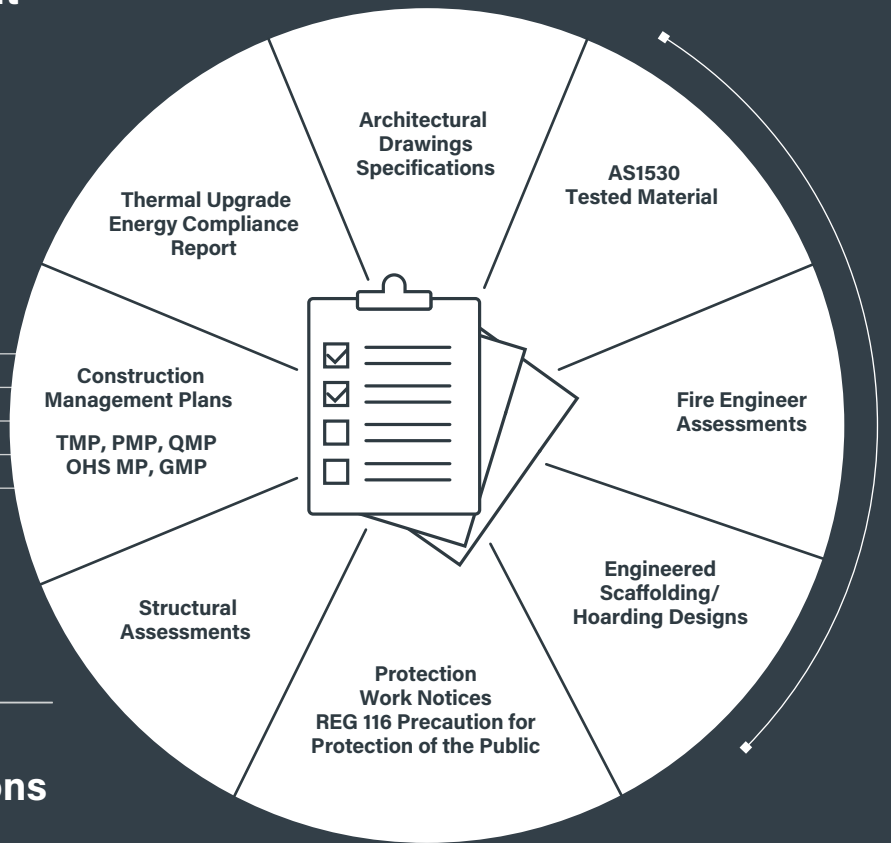 Architectural
Drawings
Specifications
AS1530
Tested Material
Fire Engineer
Assessments
Engineered
Scaffolding/
Hoarding Designs
Protection
Work Notices
REG 116 Precaution for
Protection of the Public
Structural
Assessments
Construction
Management Plans
TMP, PMP, QMP
OHS MP, GMP
Thermal Upgrade
Energy Compliance
Report